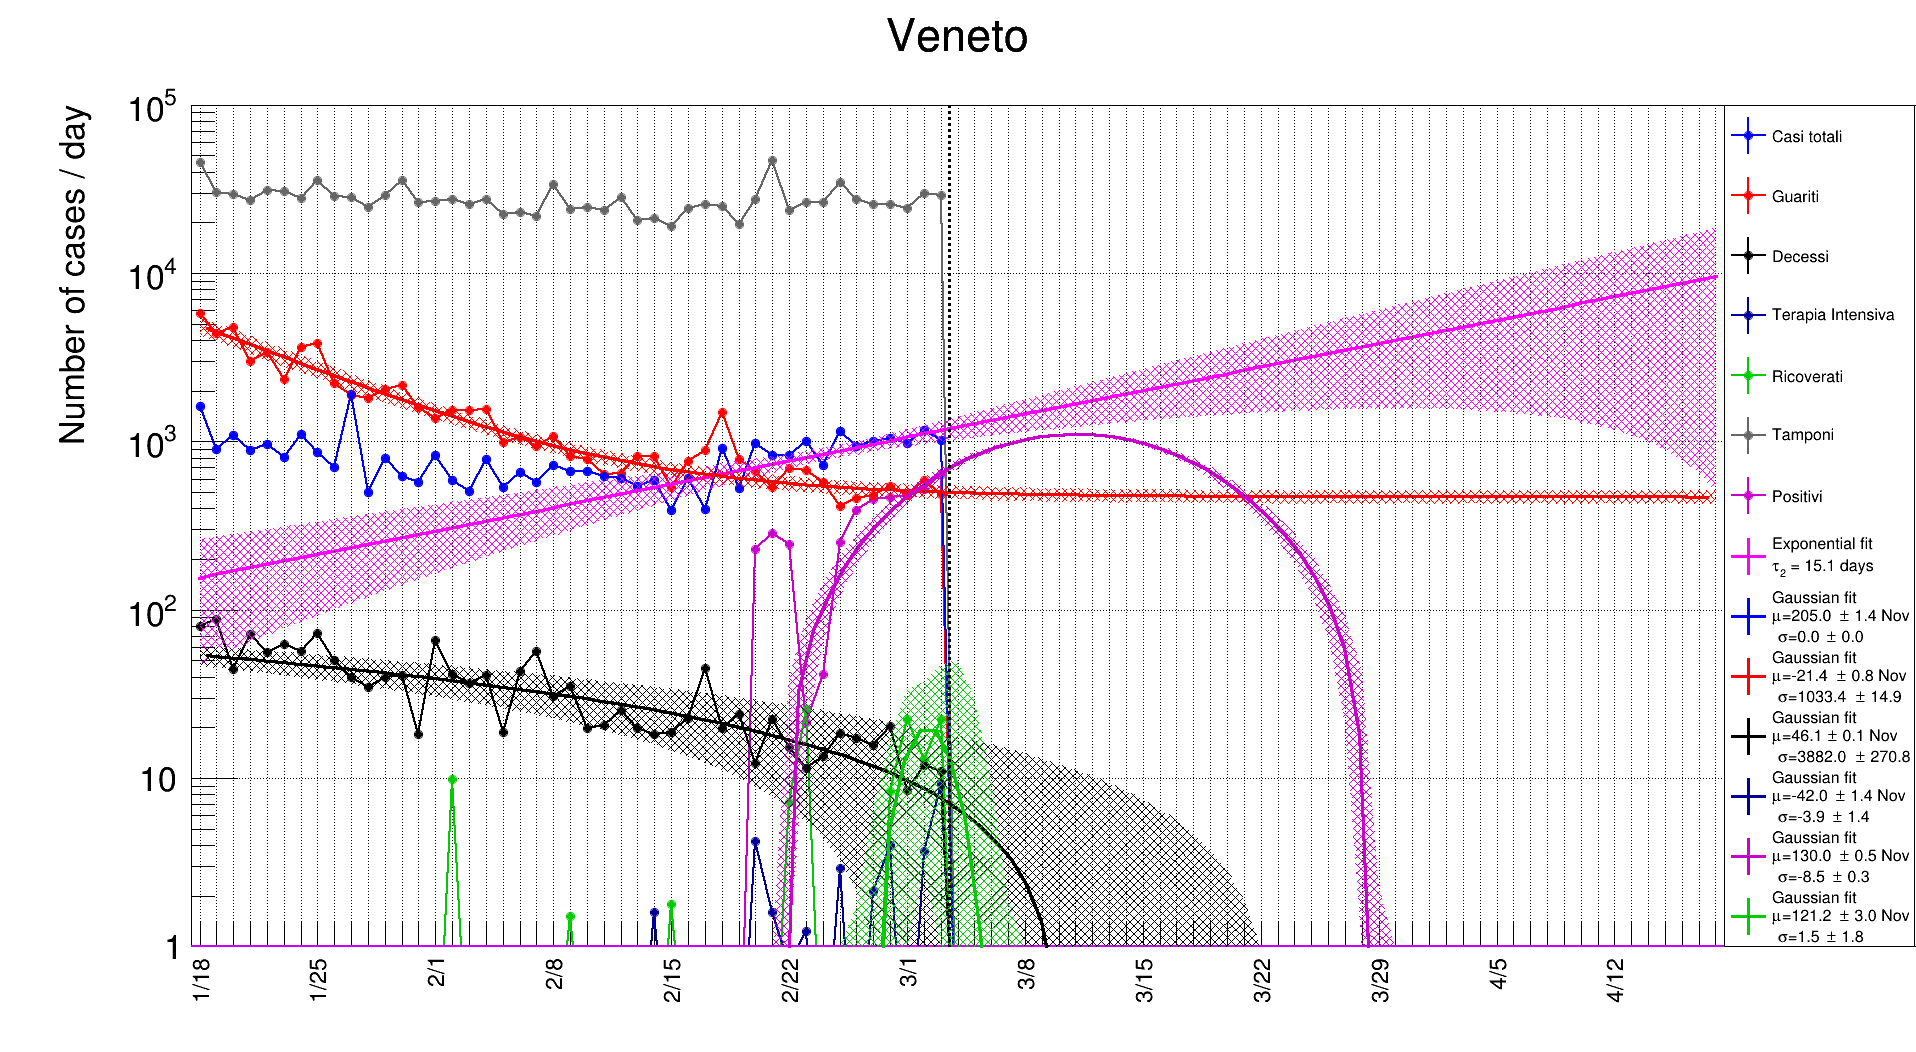 Veneto
Number of cases / day
10^5
10^4
10^3
10^2
10
1
1/18
1/25
2/1
2/8
2/15
2/22
3/1
3/8
3/15
3/22
3/29
4/5
4/12
Casi totali
Guariti
Decessi
Terapia Intensiva
Ricoverati
Tamponi
Positivi
Exponential fit
τ₂ = 15.1 days
Gaussian fit
μ=205.0 ± 1.4 Nov
σ=0.0 ± 0.0
Gaussian fit
μ=-21.4 ± 0.8 Nov
σ=1033.4 ± 14.9
Gaussian fit
μ=46.1 ± 0.1 Nov
σ=3882.0 ± 270.8
Gaussian fit
μ=-42.0 ± 1.4 Nov
σ=-3.9 ± 1.4
Gaussian fit
μ=130.0 ± 0.5 Nov
σ=-8.5 ± 0.3
Gaussian fit
μ=121.2 ± 3.0 Nov
σ=1.5 ± 1.8